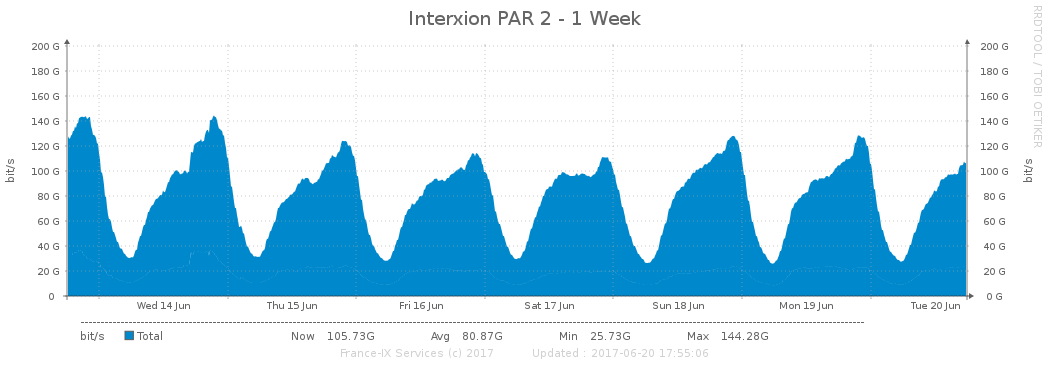 Interxion PAR 2 - 1 Week
RRDTOOL / TOBI OETIKER
bit/s
bit/s
200 G 200 G
180 G 180 G
160 G 160 G
140 G 140 G
120 G 120 G
100 G 100 G
80 G 80 G
60 G 60 G
40 G 40 G
20 G 20 G
0 0 G
Wed 14 Jun Thu 15 Jun Fri 16 Jun Sat 17 Jun Sun 18 Jun Mon 19 Jun Tue 20 Jun
bit/s Total Now 105.73G Avg 80.87G Min 25.73G Max 144.28G
France-IX Services (c) 2017 Updated : 2017-06-20 17:55:06